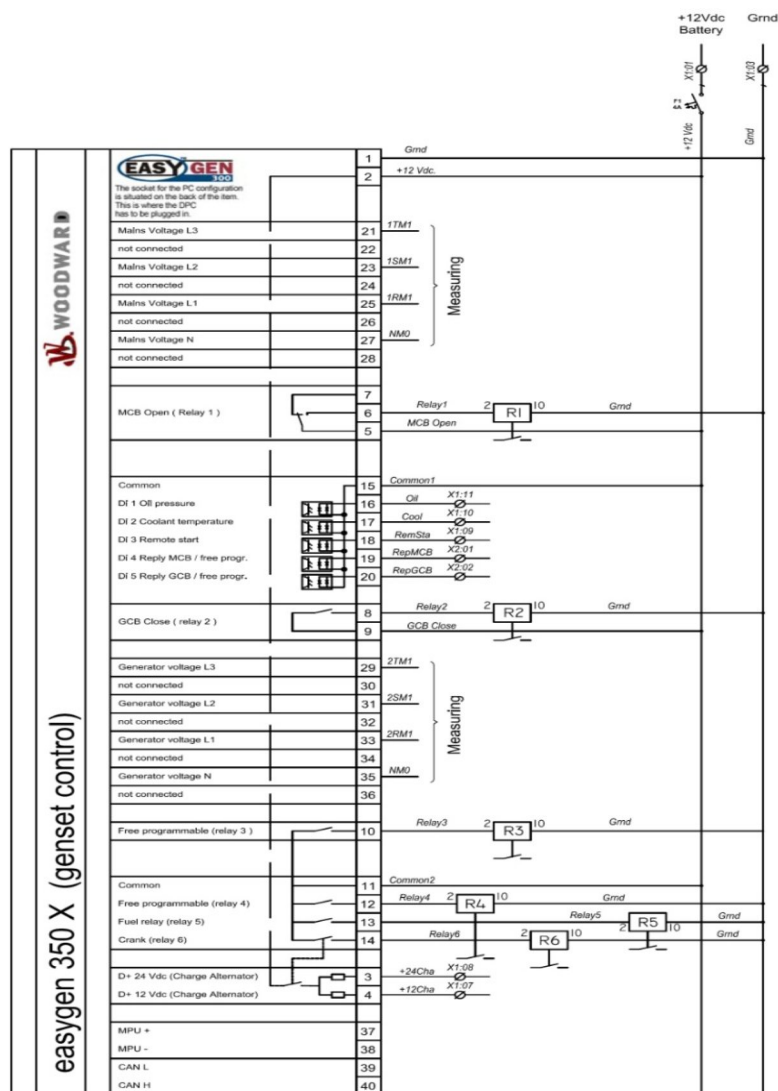 +12Vdc Grnd
Battery
X1:01
X1:03
+12 Vdc
Grnd
WOODWARD
easygen 350 X (genset control)
EASY GEN
300
The socket for the PC configuration
is situated on the back of the item.
This is where the DPC
has to be plugged in.
1 Grnd
2 +12 Vdc.
Mains Voltage L3 21 1TM1
not connected 22
Mains Voltage L2 23 1SM1
not connected 24
Mains Voltage L1 25 1RM1
not connected 26
Mains Voltage N 27 NM0
not connected 28
Measuring
7
MCB Open ( Relay 1 ) 6 Relay1 2 R1 10 Grnd
5 MCB Open
Common 15 Common1
DI 1 Oil pressure 16 Oil X1:11
DI 2 Coolant temperature 17 Cool X1:10
DI 3 Remote start 18 RemSta X1:09
DI 4 Reply MCB / free progr. 19 RepMCB X2:01
DI 5 Reply GCB / free progr. 20 RepGCB X2:02
GCB Close ( relay 2 ) 8 Relay2 2 R2 10 Grnd
9 GCB Close
Generator voltage L3 29 2TM1
not connected 30
Generator voltage L2 31 2SM1
not connected 32
Generator voltage L1 33 2RM1
not connected 34
Generator voltage N 35 NM0
not connected 36
Measuring
Free programmable (relay 3 ) 10 Relay3 2 R3 10 Grnd
Common 11 Common2
Free programmable (relay 4) 12 Relay4 2 R4 10 Grnd
Fuel relay (relay 5) 13 Relay5 2 R5 10 Grnd
Crank (relay 6) 14 Relay6 2 R6 10 Grnd
D+ 24 Vdc (Charge Alternator) 3 +24Cha X1:08
D+ 12 Vdc (Charge Alternator) 4 +12Cha X1:07
MPU + 37
MPU - 38
CAN L 39
CAN H 40